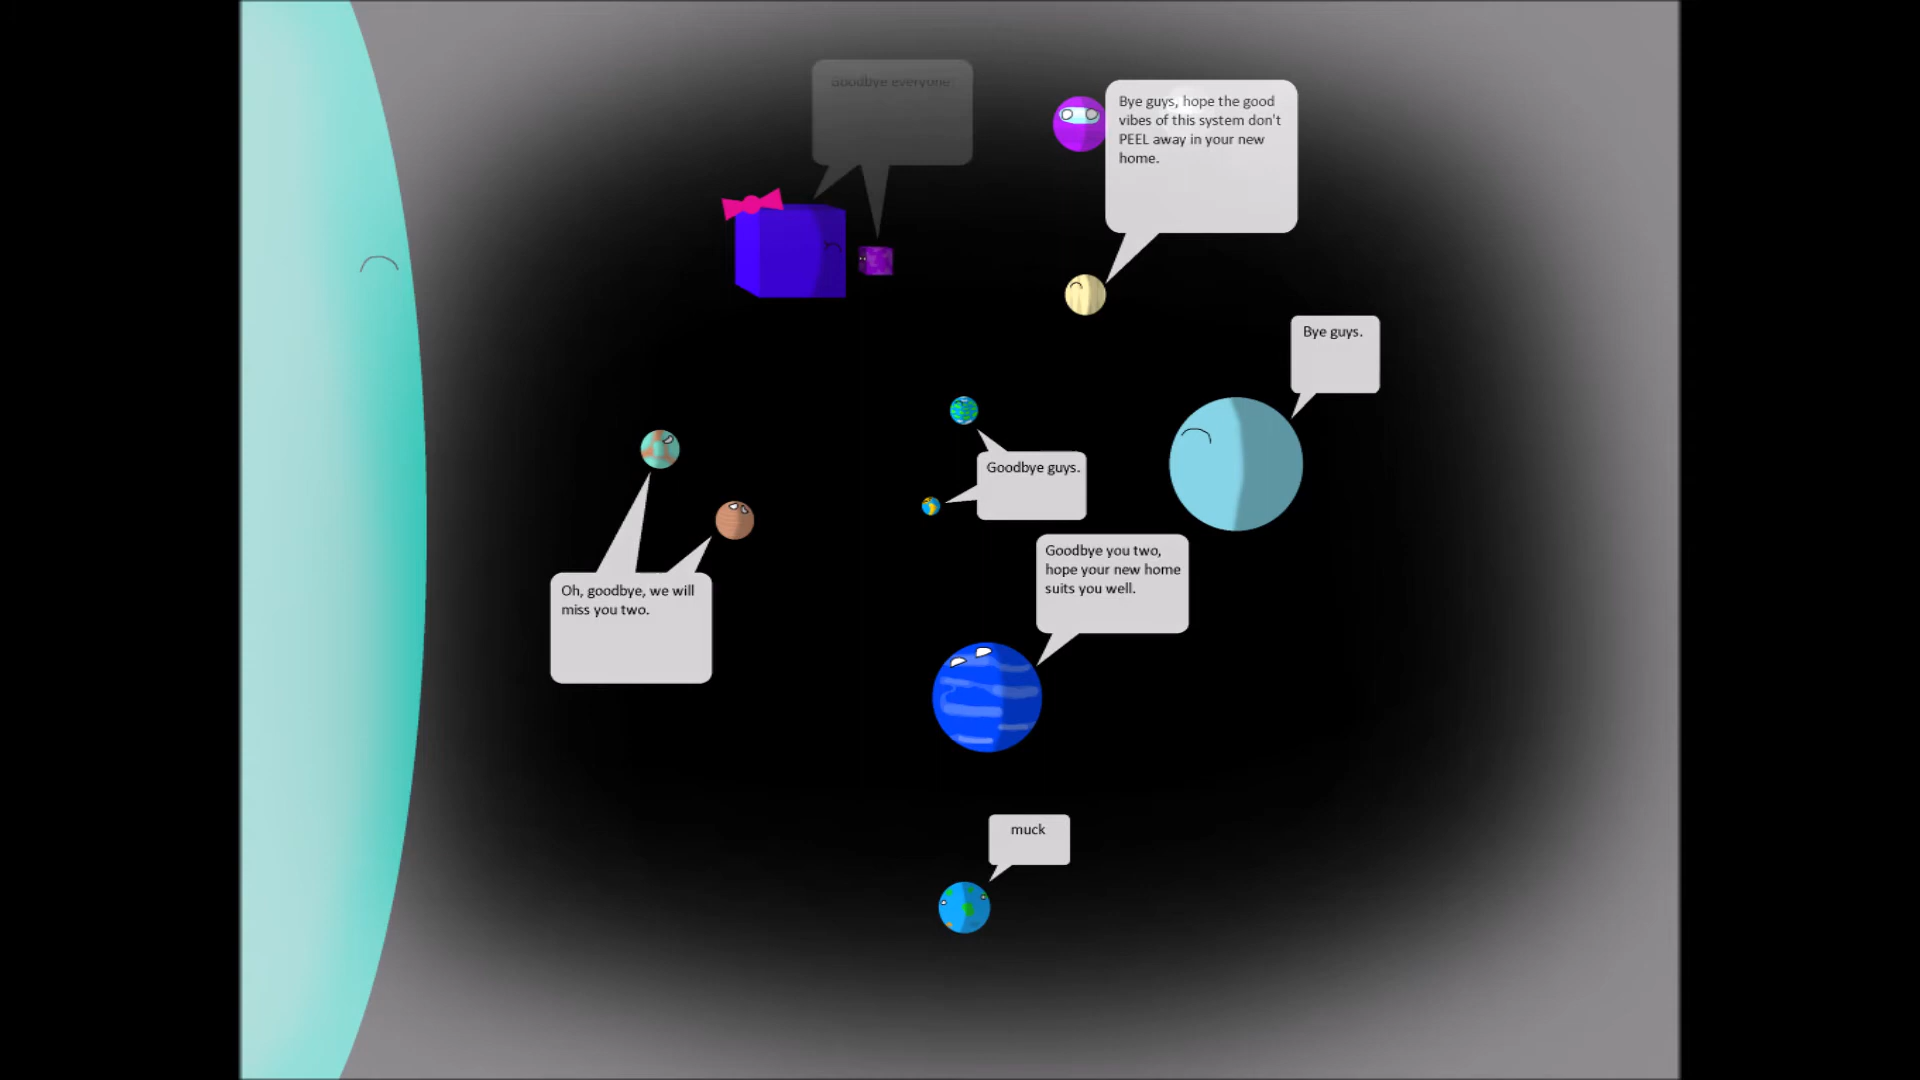 Goodbye everyone
Bye guys, hope the good
vibes of this system don't
PEEL away in your new
home.
Bye guys.
Goodbye guys.
Goodbye you two,
hope your new home
suits you well.
Oh, goodbye, we will
miss you two.
muck